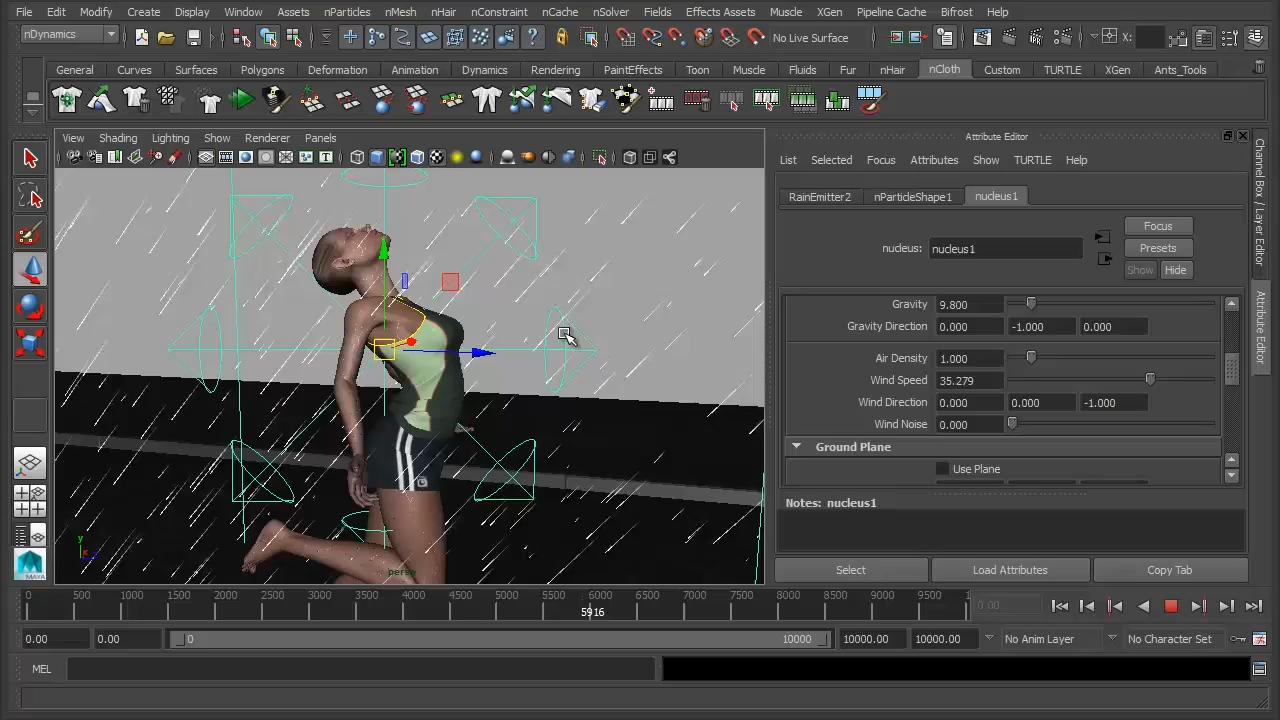 File Edit Modify Create Display Window Assets nParticles nMesh nHair nConstraint nCache nSolver Fields Effects Assets Muscle XGen Pipeline Cache Bifrost Help
nDynamics No Live Surface X:
General Curves Surfaces Polygons Deformation Animation Dynamics Rendering PaintEffects Toon Muscle Fluids Fur nHair nCloth Custom TURTLE XGen Ants_Tools
View Shading Lighting Show Renderer Panels
Attribute Editor
List Selected Focus Attributes Show TURTLE Help
RainEmitter2 nParticleShape1 nucleus1
Focus
nucleus: nucleus1 Presets
Show Hide
Gravity 9.800
Gravity Direction 0.000 -1.000 0.000
Air Density 1.000
Wind Speed 35.279
Wind Direction 0.000 0.000 -1.000
Wind Noise 0.000
Ground Plane
Use Plane
Notes: nucleus1
Select Load Attributes Copy Tab
Channel Box / Layer Editor
Attribute Editor
y
x
persp
MAYA
0 500 1000 1500 2000 2500 3000 3500 4000 4500 5000 5500 6000 6500 7000 7500 8000 8500 9000 9500 1
5916
0.00
0.00 0.00 0 10000 10000.00 10000.00 No Anim Layer No Character Set
MEL